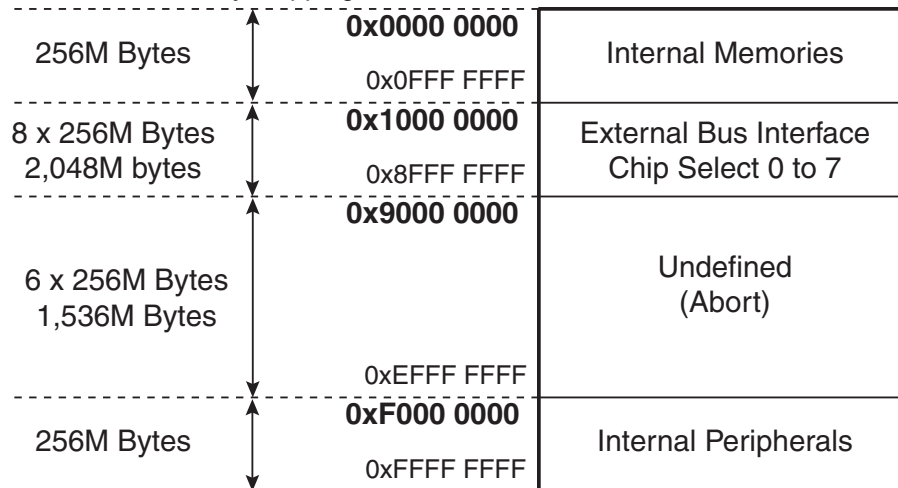 256M Bytes
0x0000 0000
0x0FFF FFFF
Internal Memories
8 x 256M Bytes
2,048M bytes
0x1000 0000
0x8FFF FFFF
External Bus Interface
Chip Select 0 to 7
6 x 256M Bytes
1,536M Bytes
0x9000 0000
0xEFFF FFFF
Undefined
(Abort)
256M Bytes
0xF000 0000
0xFFFF FFFF
Internal Peripherals